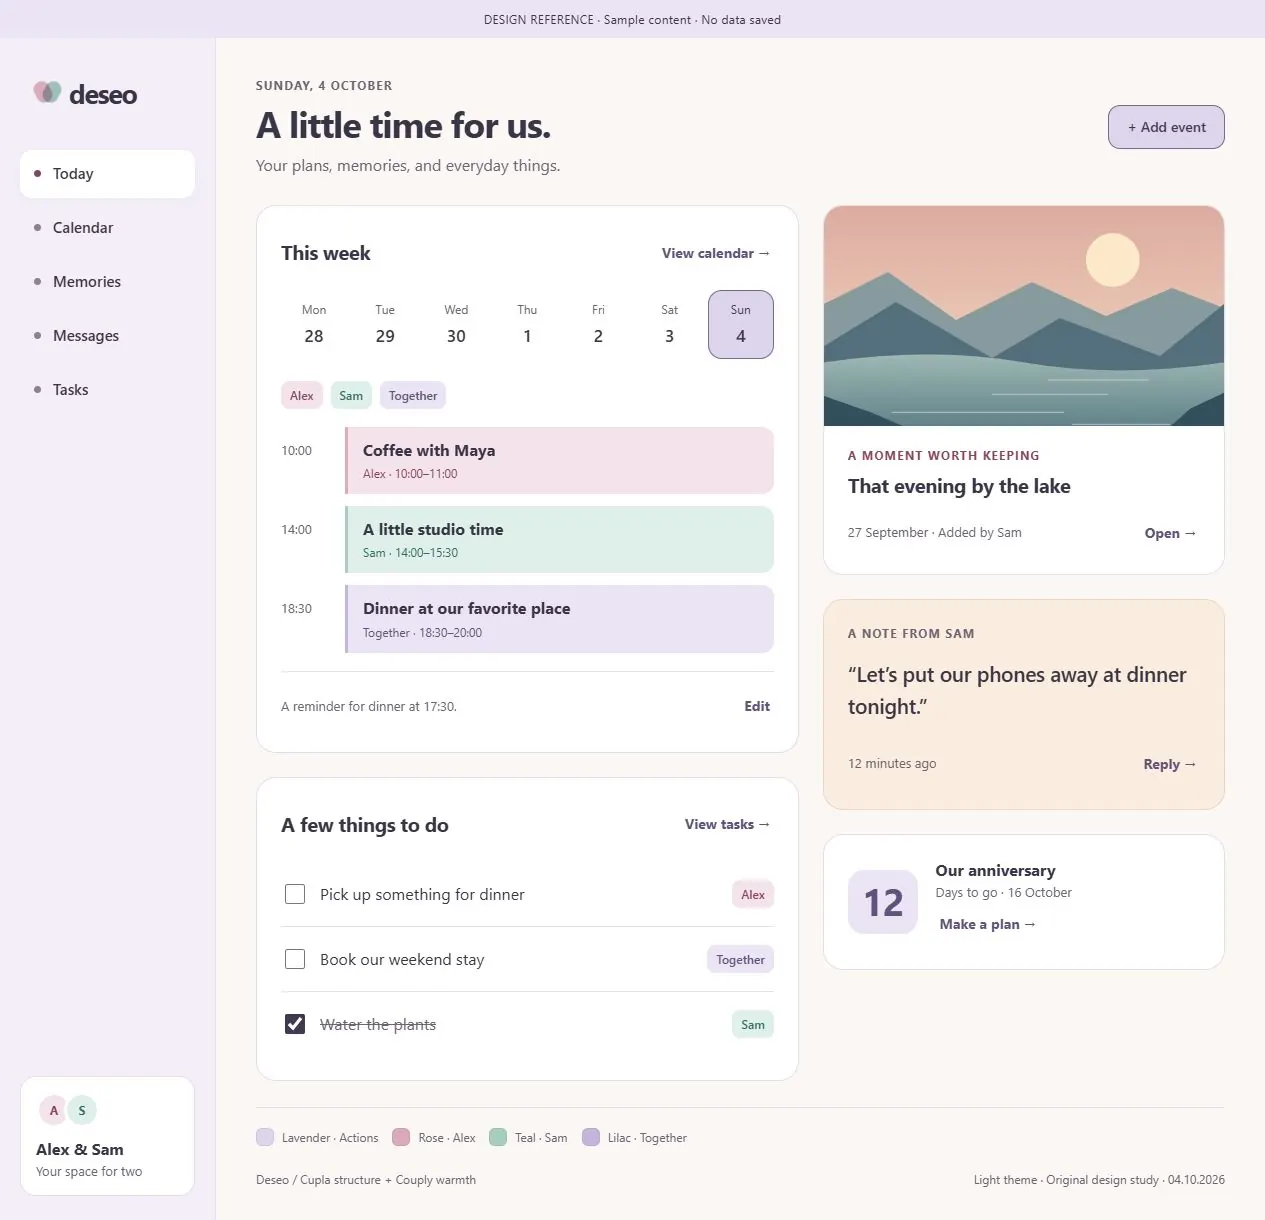 DESIGN REFERENCE · Sample content · No data saved
deseo
Today
Calendar
Memories
Messages
Tasks
A S
Alex & Sam
Your space for two
SUNDAY, 4 OCTOBER
A little time for us.
Your plans, memories, and everyday things.
+ Add event
This week
View calendar →
Mon Tue Wed Thu Fri Sat Sun
28 29 30 1 2 3 4
Alex Sam Together
10:00
Coffee with Maya
Alex · 10:00–11:00
14:00
A little studio time
Sam · 14:00–15:30
18:30
Dinner at our favorite place
Together · 18:30–20:00
A reminder for dinner at 17:30.
Edit
A few things to do
View tasks →
Pick up something for dinner
Alex
Book our weekend stay
Together
Water the plants
Sam
A MOMENT WORTH KEEPING
That evening by the lake
27 September · Added by Sam
Open →
A NOTE FROM SAM
“Let’s put our phones away at dinner
tonight.”
12 minutes ago
Reply →
12
Our anniversary
Days to go · 16 October
Make a plan →
Lavender · Actions
Rose · Alex
Teal · Sam
Lilac · Together
Deseo / Cupla structure + Couply warmth
Light theme · Original design study · 04.10.2026